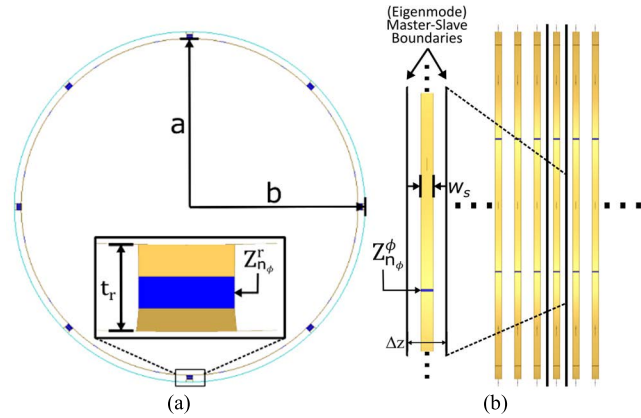 a
b
t_r
Z^r_{n_ϕ}
(a)
(Eigenmode)
Master-Slave
Boundaries
w_s
Z^ϕ_{n_ϕ}
Δz
(b)